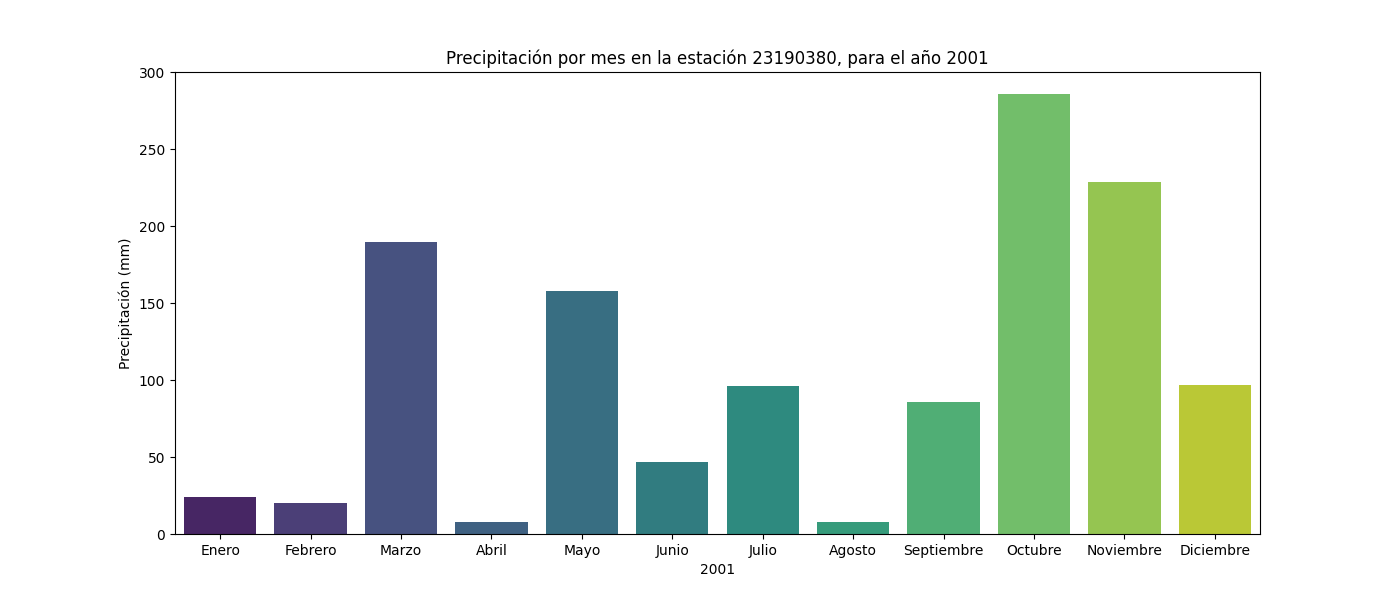 Precipitación por mes en la estación 23190380, para el año 2001
Precipitación (mm)
300
250
200
150
100
50
0
Enero Febrero Marzo Abril Mayo Junio Julio Agosto Septiembre Octubre Noviembre Diciembre
2001